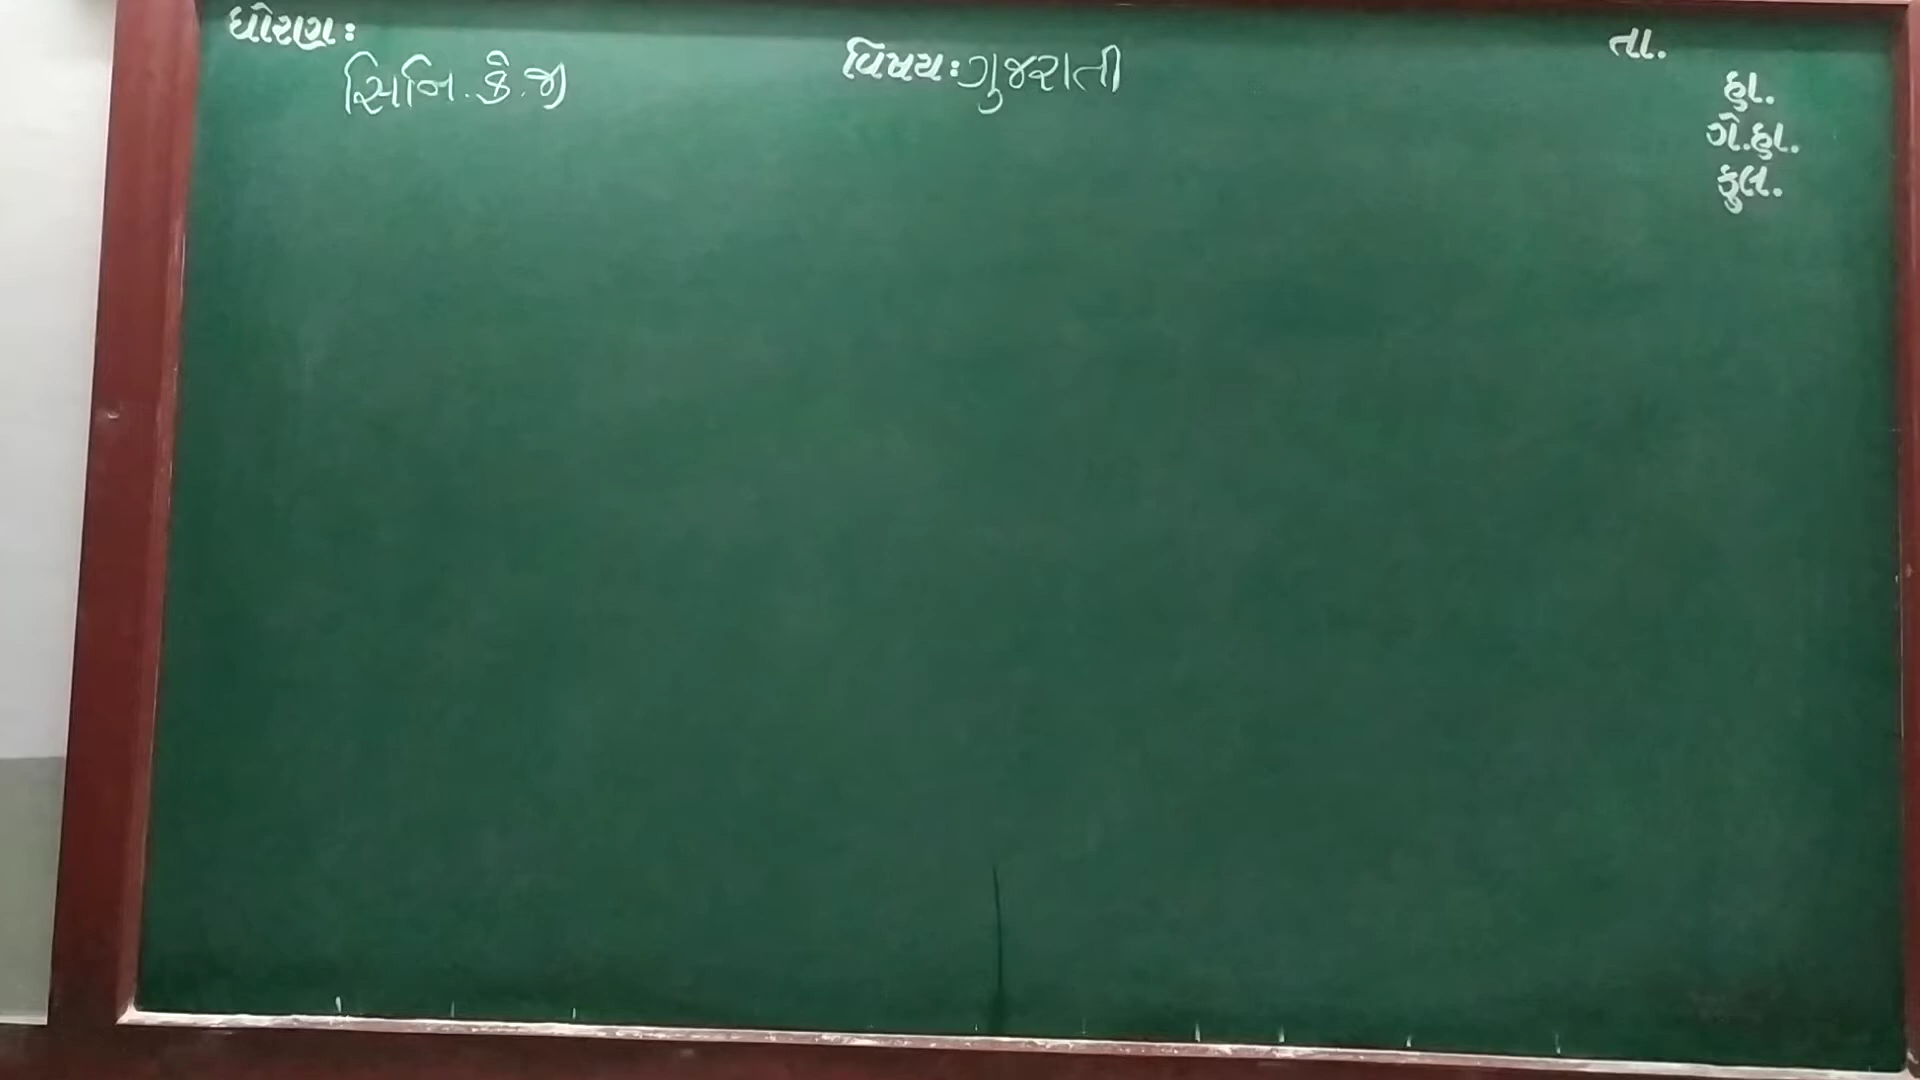 ધોરણ:
સિનિ. કે. જી
વિષય: ગુજરાતી
તા.
હા.
ગે.હા.
કુલ.